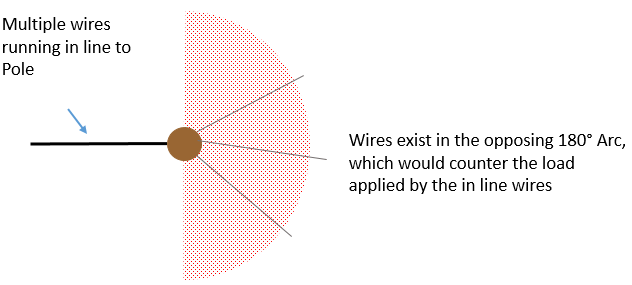 Multiple wires
running in line to
Pole
Wires exist in the opposing 180° Arc,
which would counter the load
applied by the in line wires